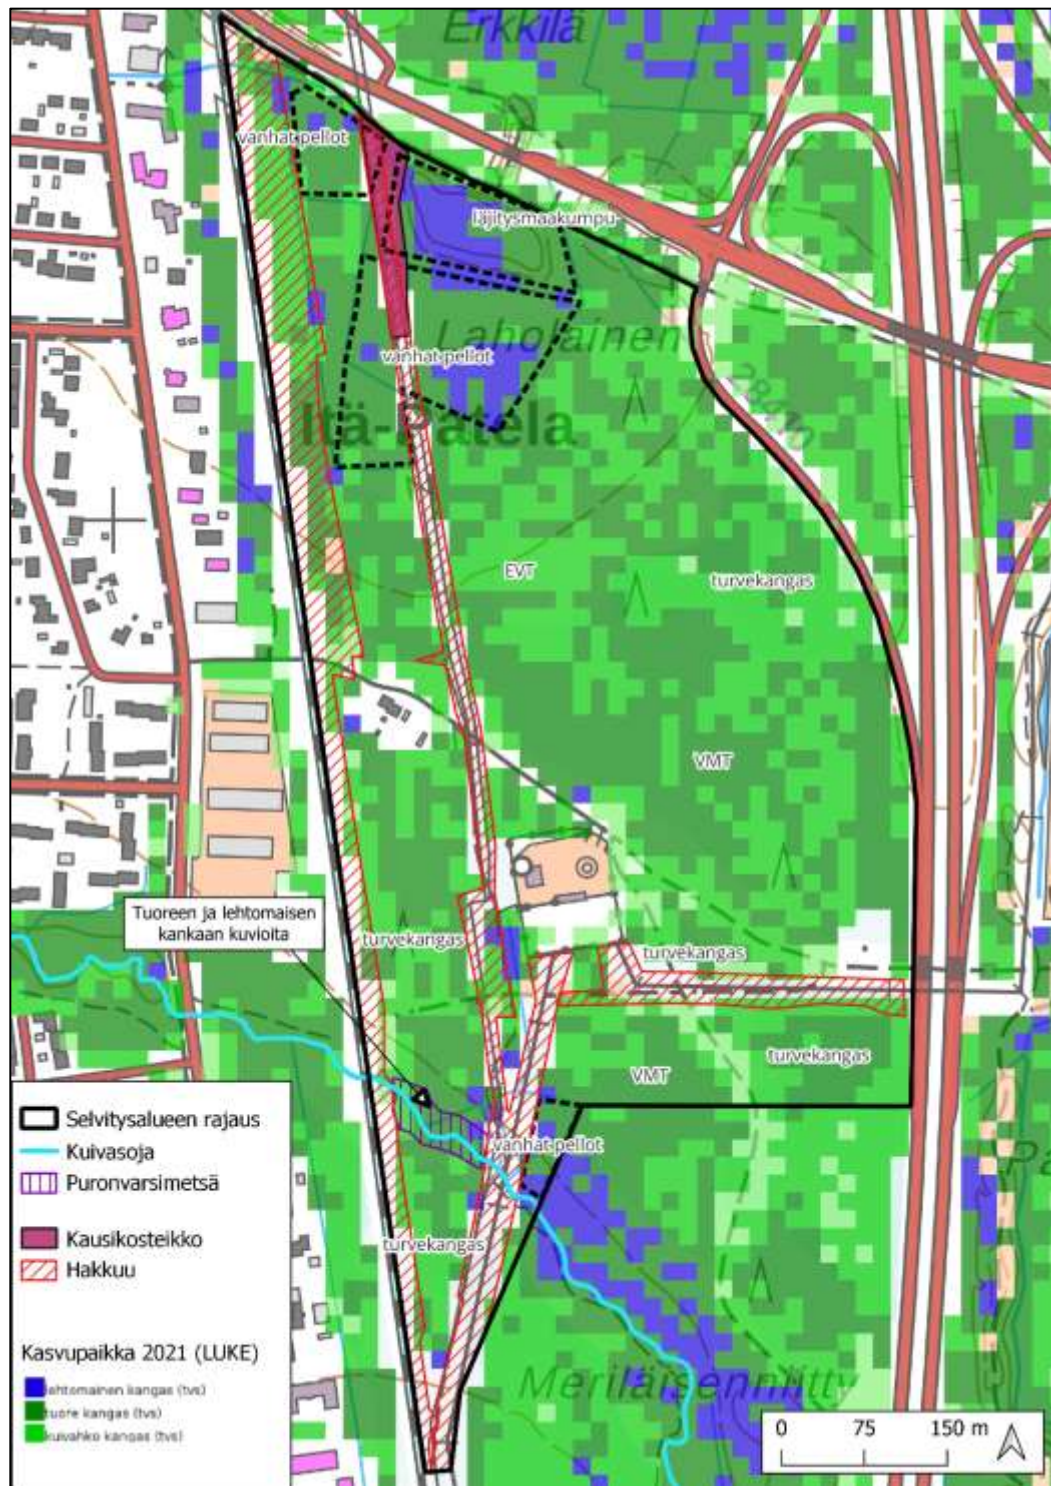 Erkkilä
vanhat pellot
läjitysmaakumpu
Laholainen
vanhat pellot
28410
Itä-Pätelä
EVT
turvekangas
VMT
Tuoreen ja lehtomaisen
kankaan kuvioita
turvekangas
turvekangas
turvekangas
VMT
vanhat pellot
turvekangas
Meriläisenniitty
Selvitysalueen rajaus
Kuivasoja
Puronvarsimetsä
Kausikosteikko
Hakkuu
Kasvupaikka 2021 (LUKE)
lehtomainen kangas (tvs)
tuore kangas (tvs)
kuivahko kangas (tvs)
0 75 150 m